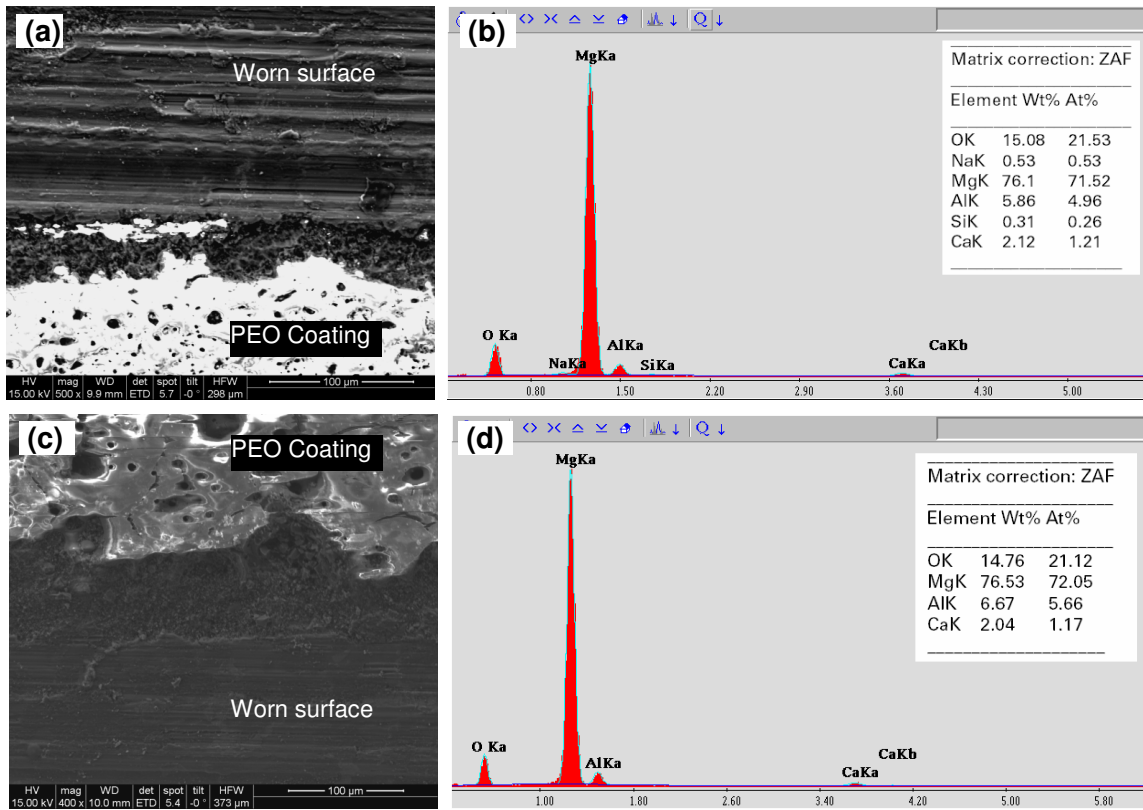 (a)
Worn surface
PEO Coating
HV mag WD det spot tilt HFW
15.00 kV 500 x 9.9 mm ETD 5.7 -0 ° 298 µm
100 µm
(b)
Q
MgKa
O Ka
NaKa
AlKa
SiKa
CaKa
CaKb
0.80 1.50 2.20 2.90 3.60 4.30 5.00
Matrix correction: ZAF
Element Wt% At%
OK 15.08 21.53
NaK 0.53 0.53
MgK 76.1 71.52
AlK 5.86 4.96
SiK 0.31 0.26
CaK 2.12 1.21
(c)
PEO Coating
Worn surface
HV mag WD det spot tilt HFW
15.00 kV 400 x 10.0 mm ETD 5.4 -0 ° 373 µm
100 µm
(d)
Q
MgKa
O Ka
AlKa
CaKa
CaKb
1.00 1.80 2.60 3.40 4.20 5.00 5.80
Matrix correction: ZAF
Element Wt% At%
OK 14.76 21.12
MgK 76.53 72.05
AlK 6.67 5.66
CaK 2.04 1.17